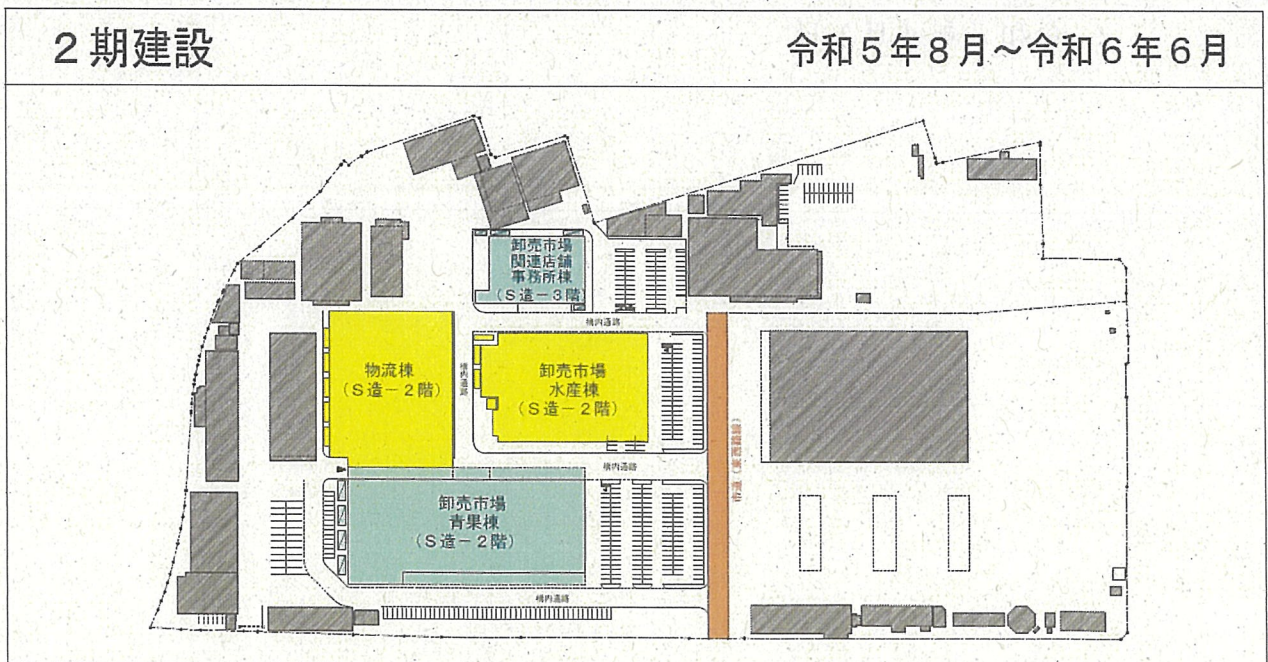 ２期建設
令和５年８月～令和６年６月
卸売市場
関連店舗
事務所棟
（Ｓ造－３階）
構内通路
物流棟
（Ｓ造－２階）
構内通路
卸売市場
水産棟
（Ｓ造－２階）
構内通路
卸売市場
青果棟
（Ｓ造－２階）
構内通路